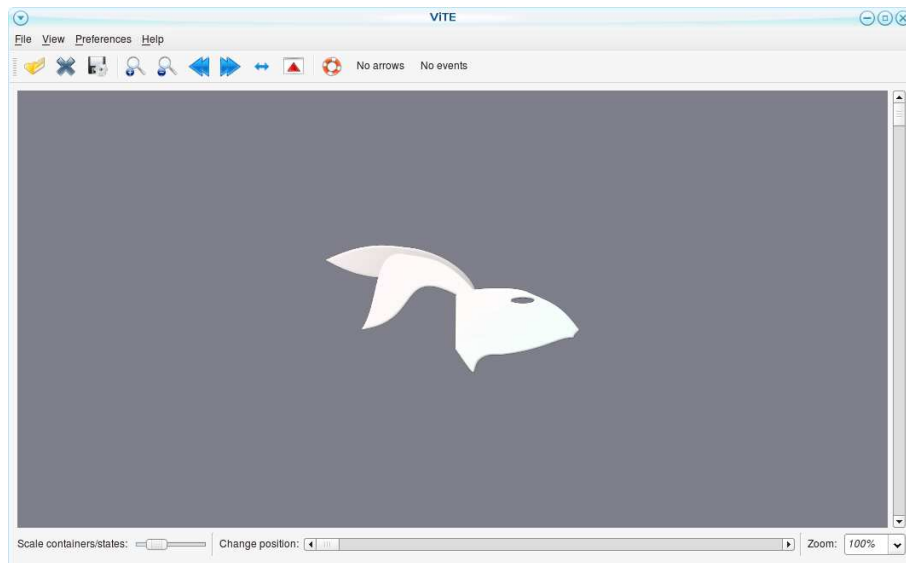 ViTE
File View Preferences Help
No arrows No events
Scale containers/states: Change position: Zoom: 100%